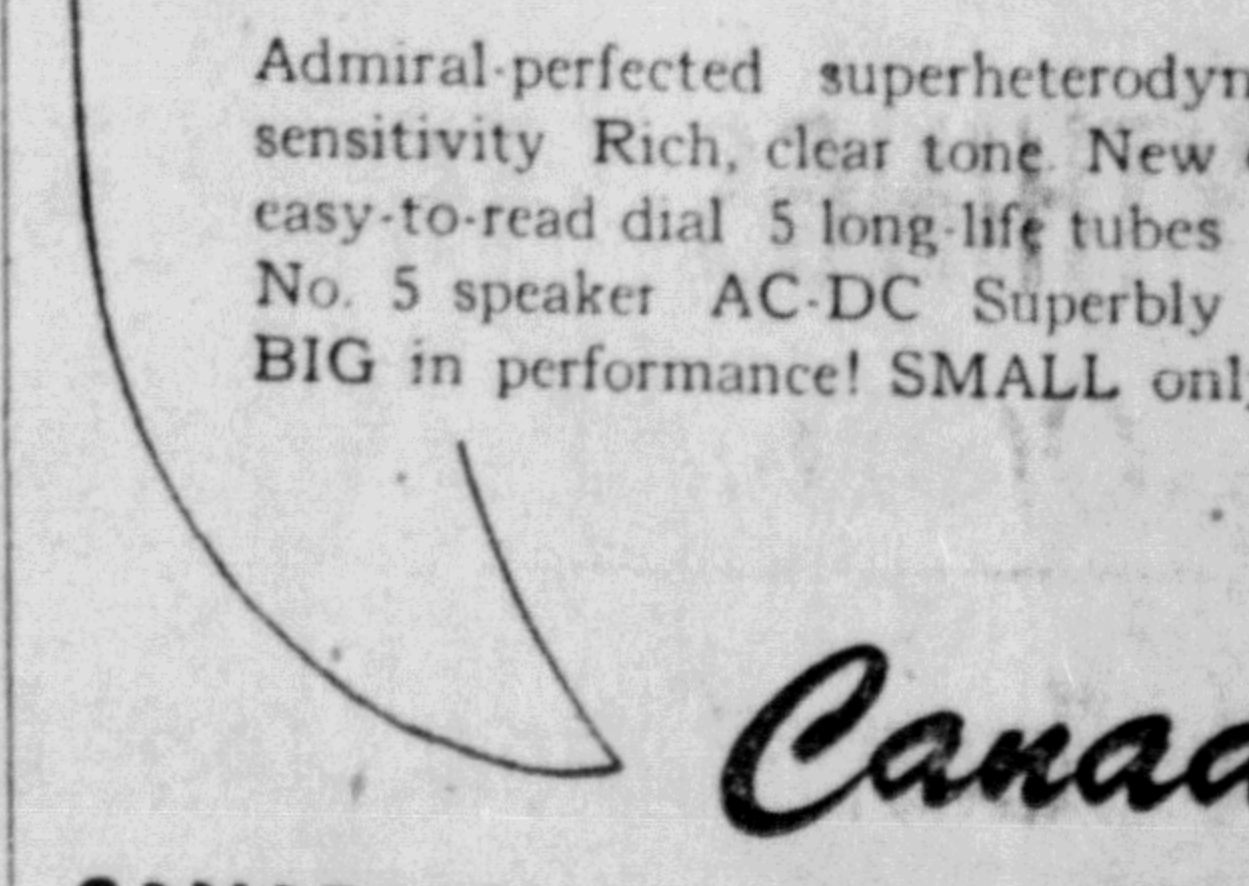 Admiral-perfected superheterodyn
sensitivity Rich, clear tone. New
easy-to-read dial 5 long-life tubes
No. 5 speaker AC-DC Superbly
BIG in performance! SMALL onl
Canad